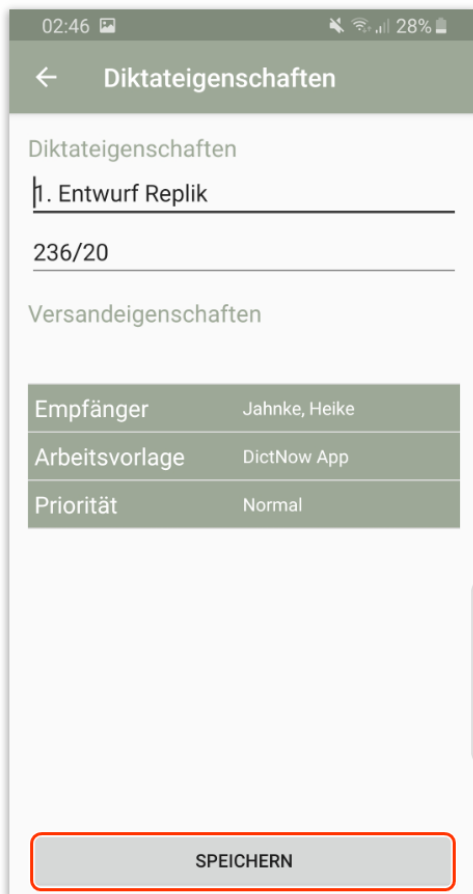 02:46 28%
Diktateigenschaften
Diktateigenschaften
1. Entwurf Replik
236/20
Versandeigenschaften
Empfänger Jahnke, Heike
Arbeitsvorlage DictNow App
Priorität Normal
SPEICHERN